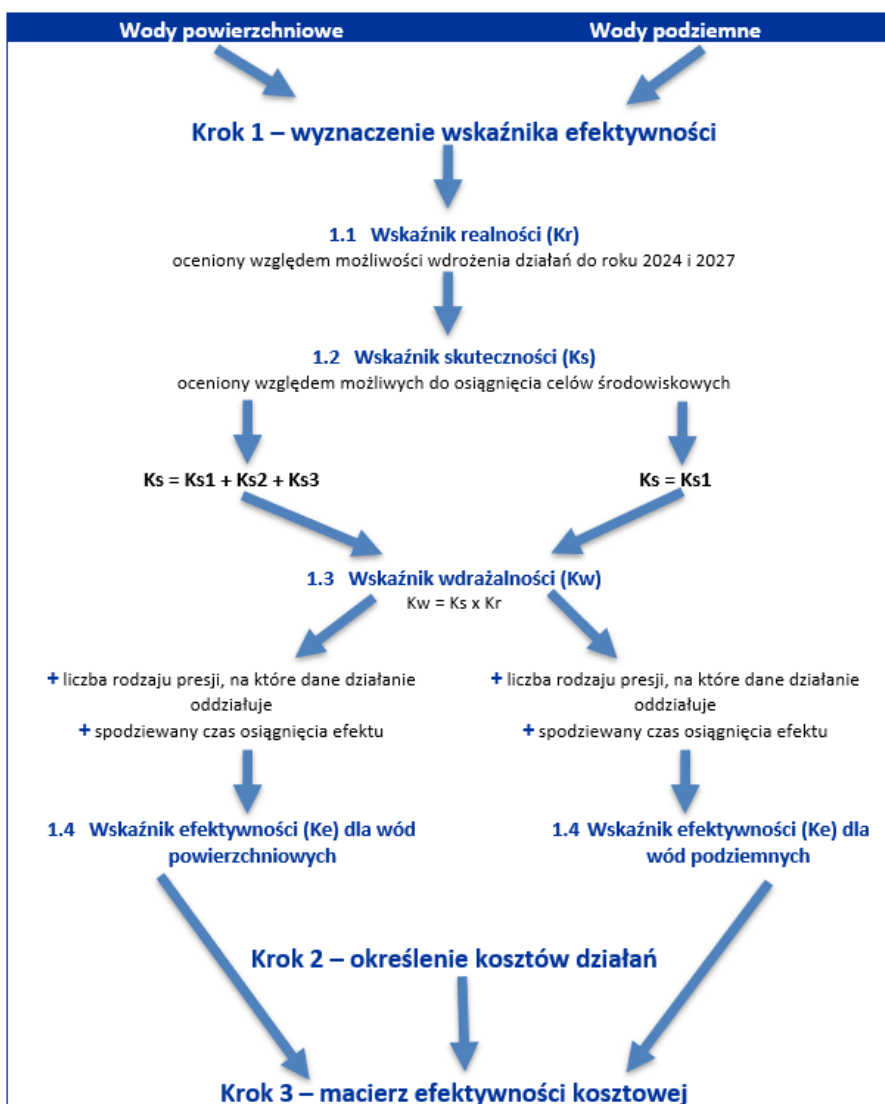 Wody powierzchniowe
Wody podziemne
Krok 1 – wyznaczenie wskaźnika efektywności
1.1 Wskaźnik realności (Kr)
oceniony względem możliwości wdrożenia działań do roku 2024 i 2027
1.2 Wskaźnik skuteczności (Ks)
oceniony względem możliwych do osiągnięcia celów środowiskowych
Ks = Ks1 + Ks2 + Ks3
Ks = Ks1
1.3 Wskaźnik wdrażalności (Kw)
Kw = Ks x Kr
+ liczba rodzaju presji, na które dane działanie
oddziałuje
+ spodziewany czas osiągnięcia efektu
+ liczba rodzaju presji, na które dane działanie
oddziałuje
+ spodziewany czas osiągnięcia efektu
1.4 Wskaźnik efektywności (Ke) dla wód
powierzchniowych
1.4 Wskaźnik efektywności (Ke) dla
wód podziemnych
Krok 2 – określenie kosztów działań
Krok 3 – macierz efektywności kosztowej